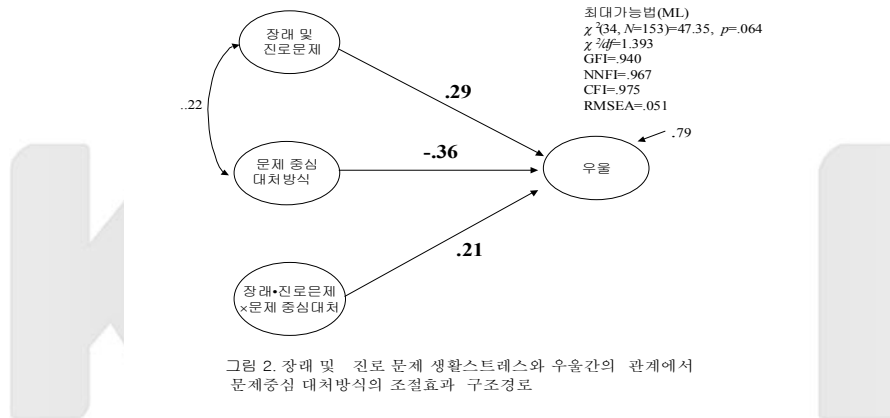 최대가능법(ML)
χ²(34, N=153)=47.35, p=.064
χ²/df=1.393
GFI=.940
NNFI=.967
CFI=.975
RMSEA=.051
장래 및
진로문제
.29
..22
.79
-.36
우울
문제 중심
대처방식
.21
장래•진로믄제
×문제 중심대처
그림 2. 장래 및 진로 문제 생활스트레스와 우울간의 관계에서
문제중심 대처방식의 조절효과 구조경로